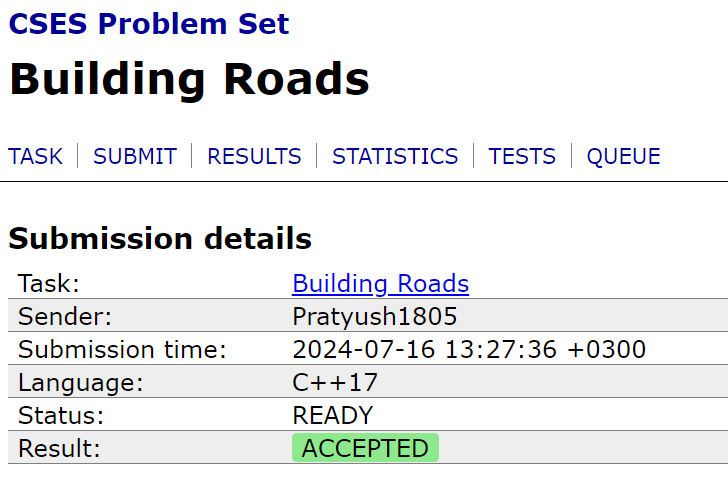 CSES Problem Set
Building Roads
TASK | SUBMIT | RESULTS | STATISTICS | TESTS | QUEUE
Submission details
Task: Building Roads
Sender: Pratyush1805
Submission time: 2024-07-16 13:27:36 +0300
Language: C++17
Status: READY
Result: ACCEPTED